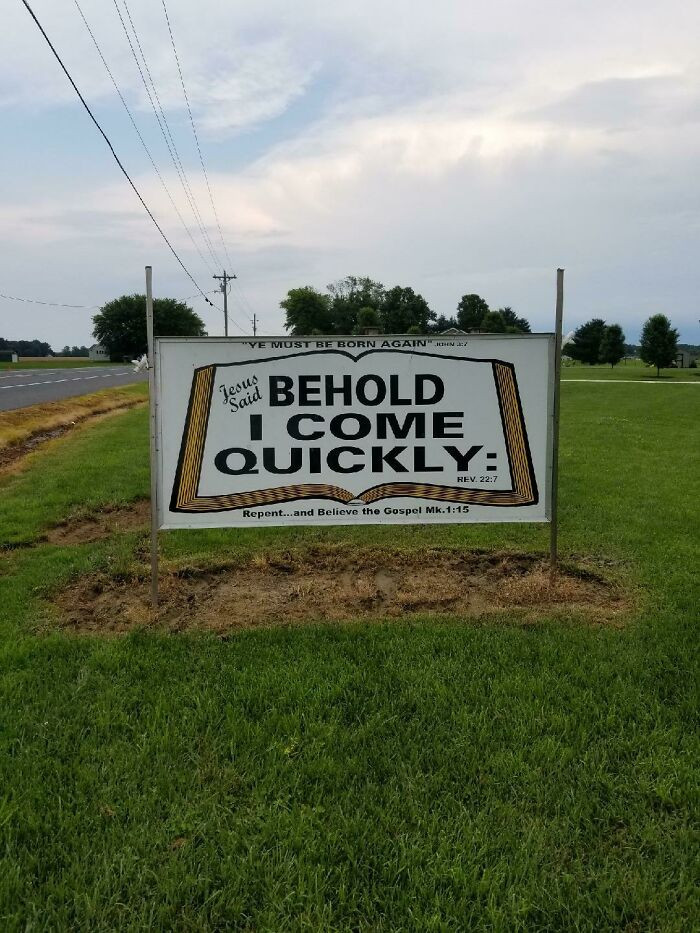 "YE MUST BE BORN AGAIN" JOHN 3:7
Jesus
Said
BEHOLD
I COME
QUICKLY:
REV. 22:7
Repent...and Believe the Gospel Mk.1:15